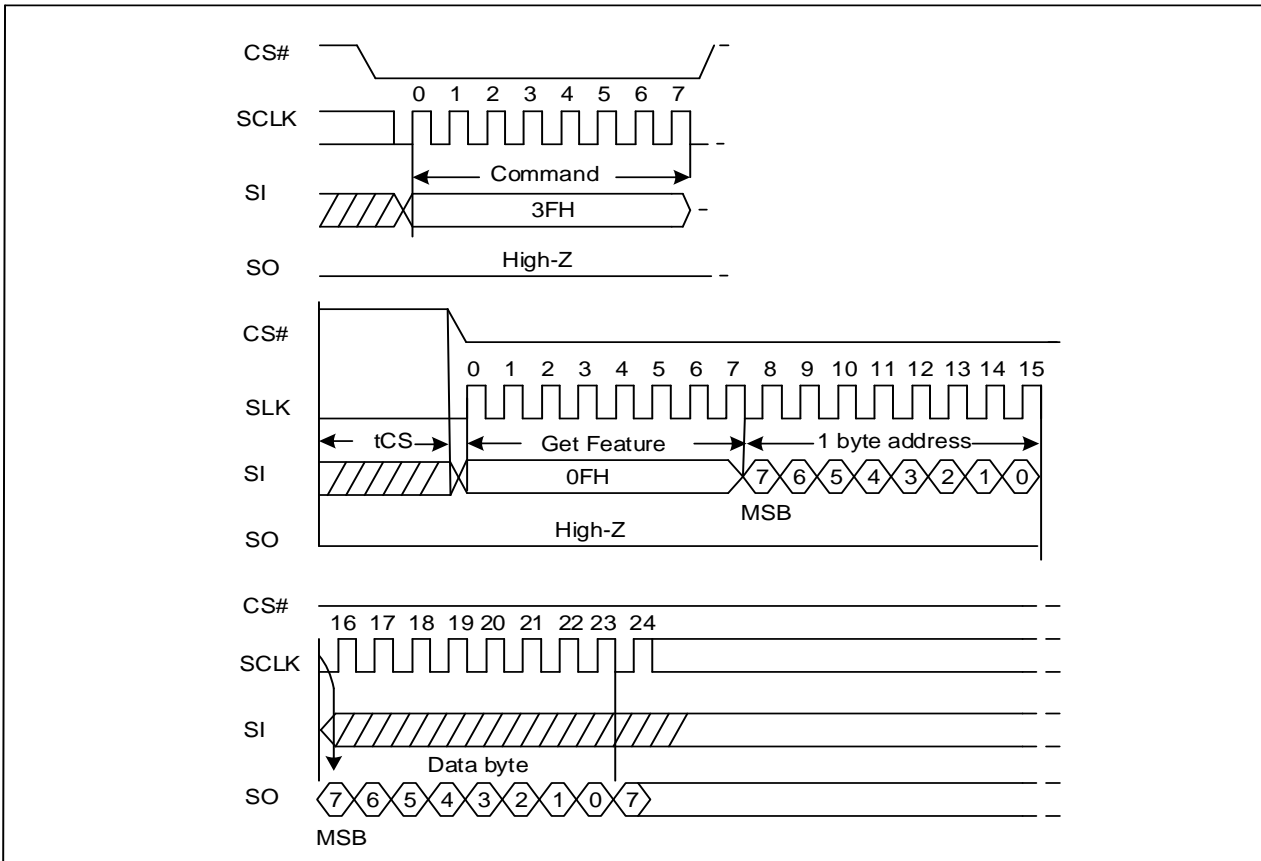 CS#
0 1 2 3 4 5 6 7
SCLK
Command
SI
3FH
High-Z
SO
CS#
0 1 2 3 4 5 6 7 8 9 10 11 12 13 14 15
SLK
tCS Get Feature 1 byte address
SI 0FH 7 6 5 4 3 2 1 0
MSB
High-Z
SO
CS#
16 17 18 19 20 21 22 23 24
SCLK
SI
Data byte
SO 7 6 5 4 3 2 1 0 7
MSB